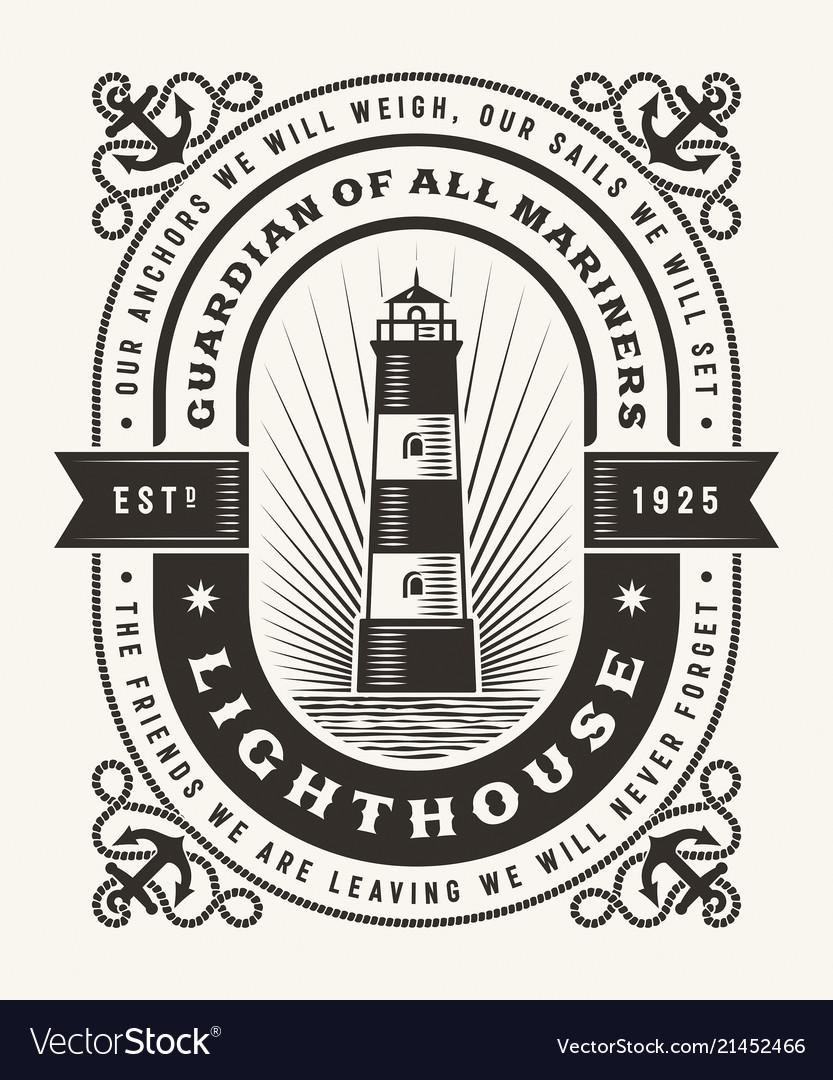 OUR ANCHORS WE WILL WEIGH, OUR SAILS WE WILL SET
GUARDIAN OF ALL MARINERS
ESTD 1925
LIGHTHOUSE
THE FRIENDS WE ARE LEAVING WE WILL NEVER FORGET
VectorStock®
VectorStock.com/21452466